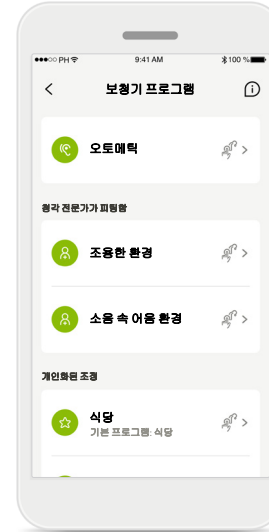 ●●●○○ PH 9:41 AM 100 %
보청기 프로그램
오토메틱
청각 전문가가 피팅함
조용한 환경
소음 속 어음 환경
개인화된 조정
식당
기본 프로그램: 식당